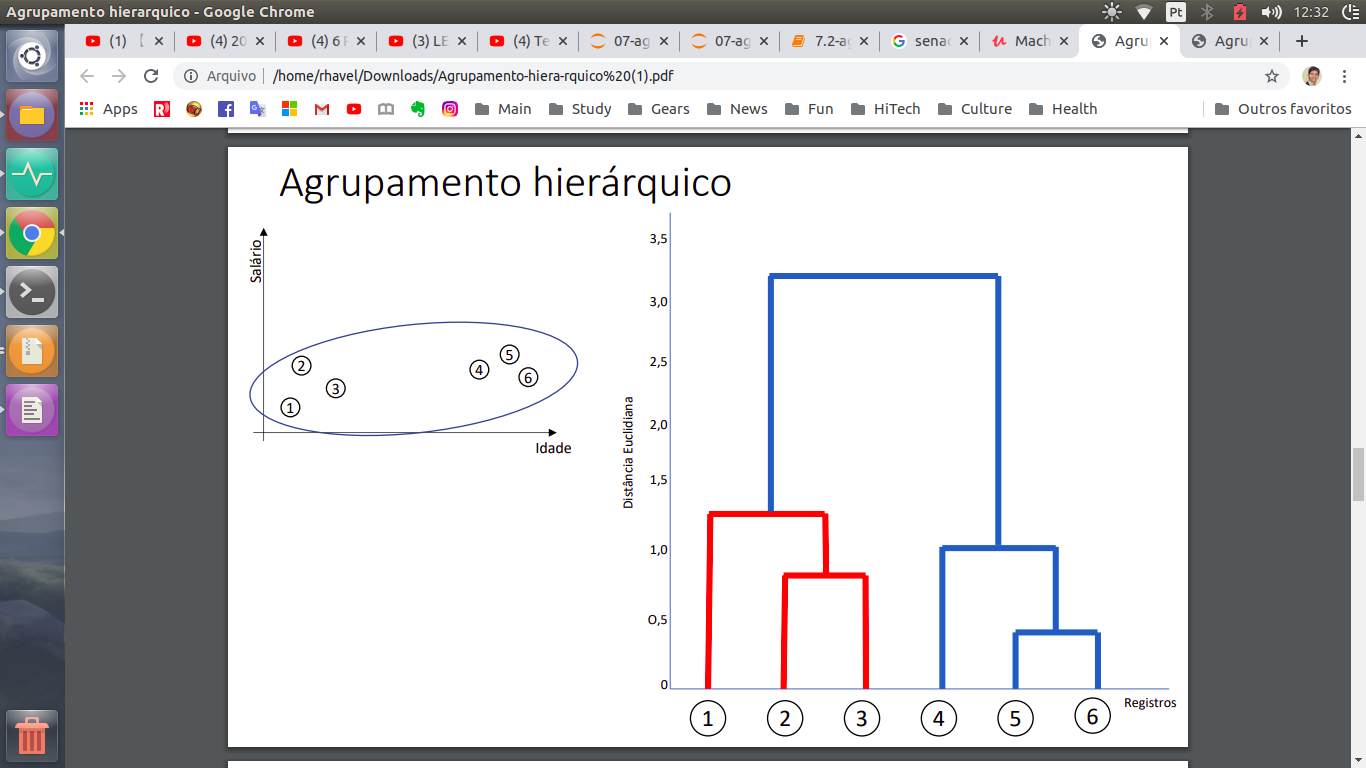 Agrupamento hierarquico - Google Chrome
Pt
12:32
(1)
(4) 20
(4) 6
(3) LE
(4) Te
07-ag
07-ag
7.2-ag
senac
Mach
Agru
Agru
Arquivo
/home/rhavel/Downloads/Agrupamento-hiera-rquico%20(1).pdf
Apps
Main
Study
Gears
News
Fun
HiTech
Culture
Health
Outros favoritos
Agrupamento hierárquico
Salário
2
3
1
5
4
6
Idade
Distância Euclidiana
3,5
3,0
2,5
2,0
1,5
1,0
O,5
0
Registros
1
2
3
4
5
6